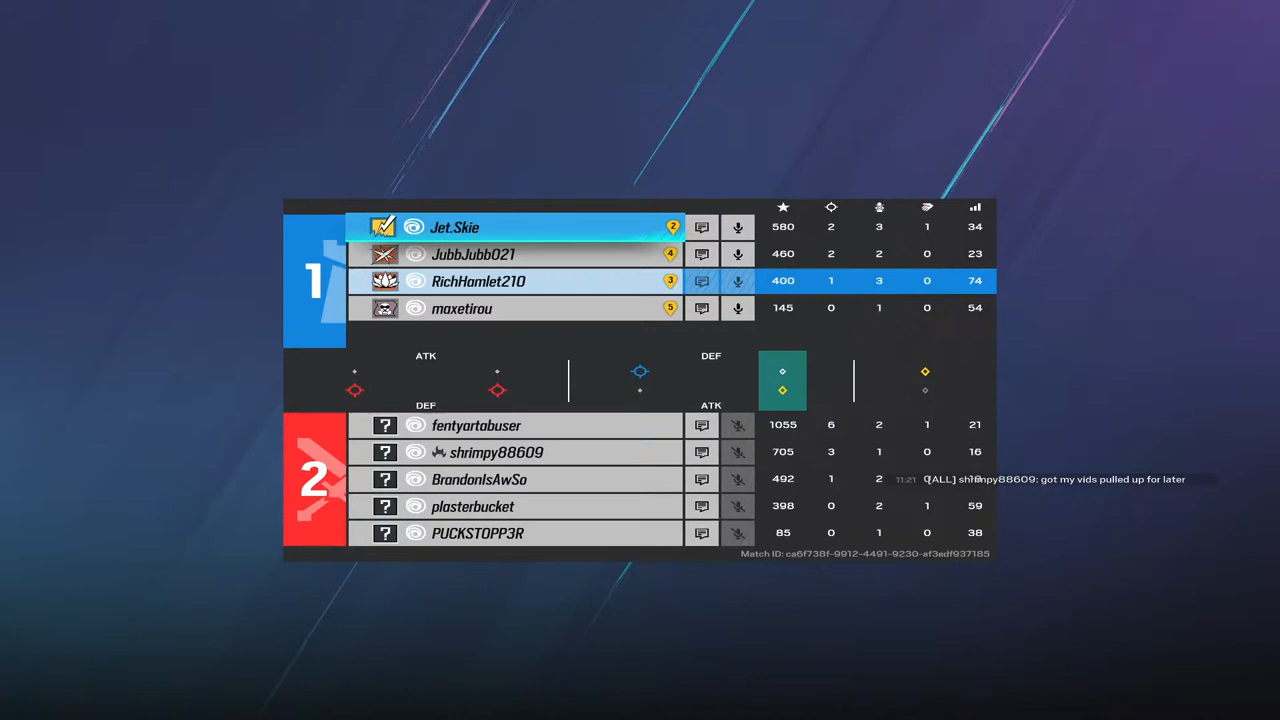 Jet.Skie 2 580 2 3 1 34
JubbJubb021 4 460 2 2 0 23
1
RichHamlet210 3 400 1 3 0 74
maxetirou 5 145 0 1 0 54
ATK DEF
DEF ATK
? fentyartabuser 1055 6 2 1 21
? shrimpy88609 705 3 1 0 16
2
? BrandonIsAwSo 492 1 2
11:21 [ALL] shrimpy88609: got my vids pulled up for later
? plasterbucket 398 0 2 1 59
? PUCKSTOPP3R 85 0 1 0 38
Match ID: ca6f738f-9912-4491-9230-af3edf937185